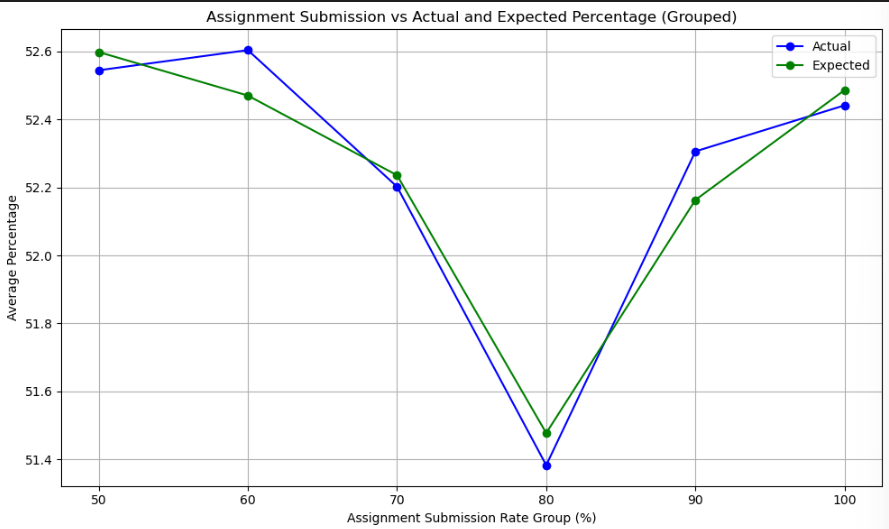 Assignment Submission vs Actual and Expected Percentage (Grouped)
Actual
Expected
52.6
52.4
52.2
52.0
51.8
51.6
51.4
Average Percentage
50 60 70 80 90 100
Assignment Submission Rate Group (%)